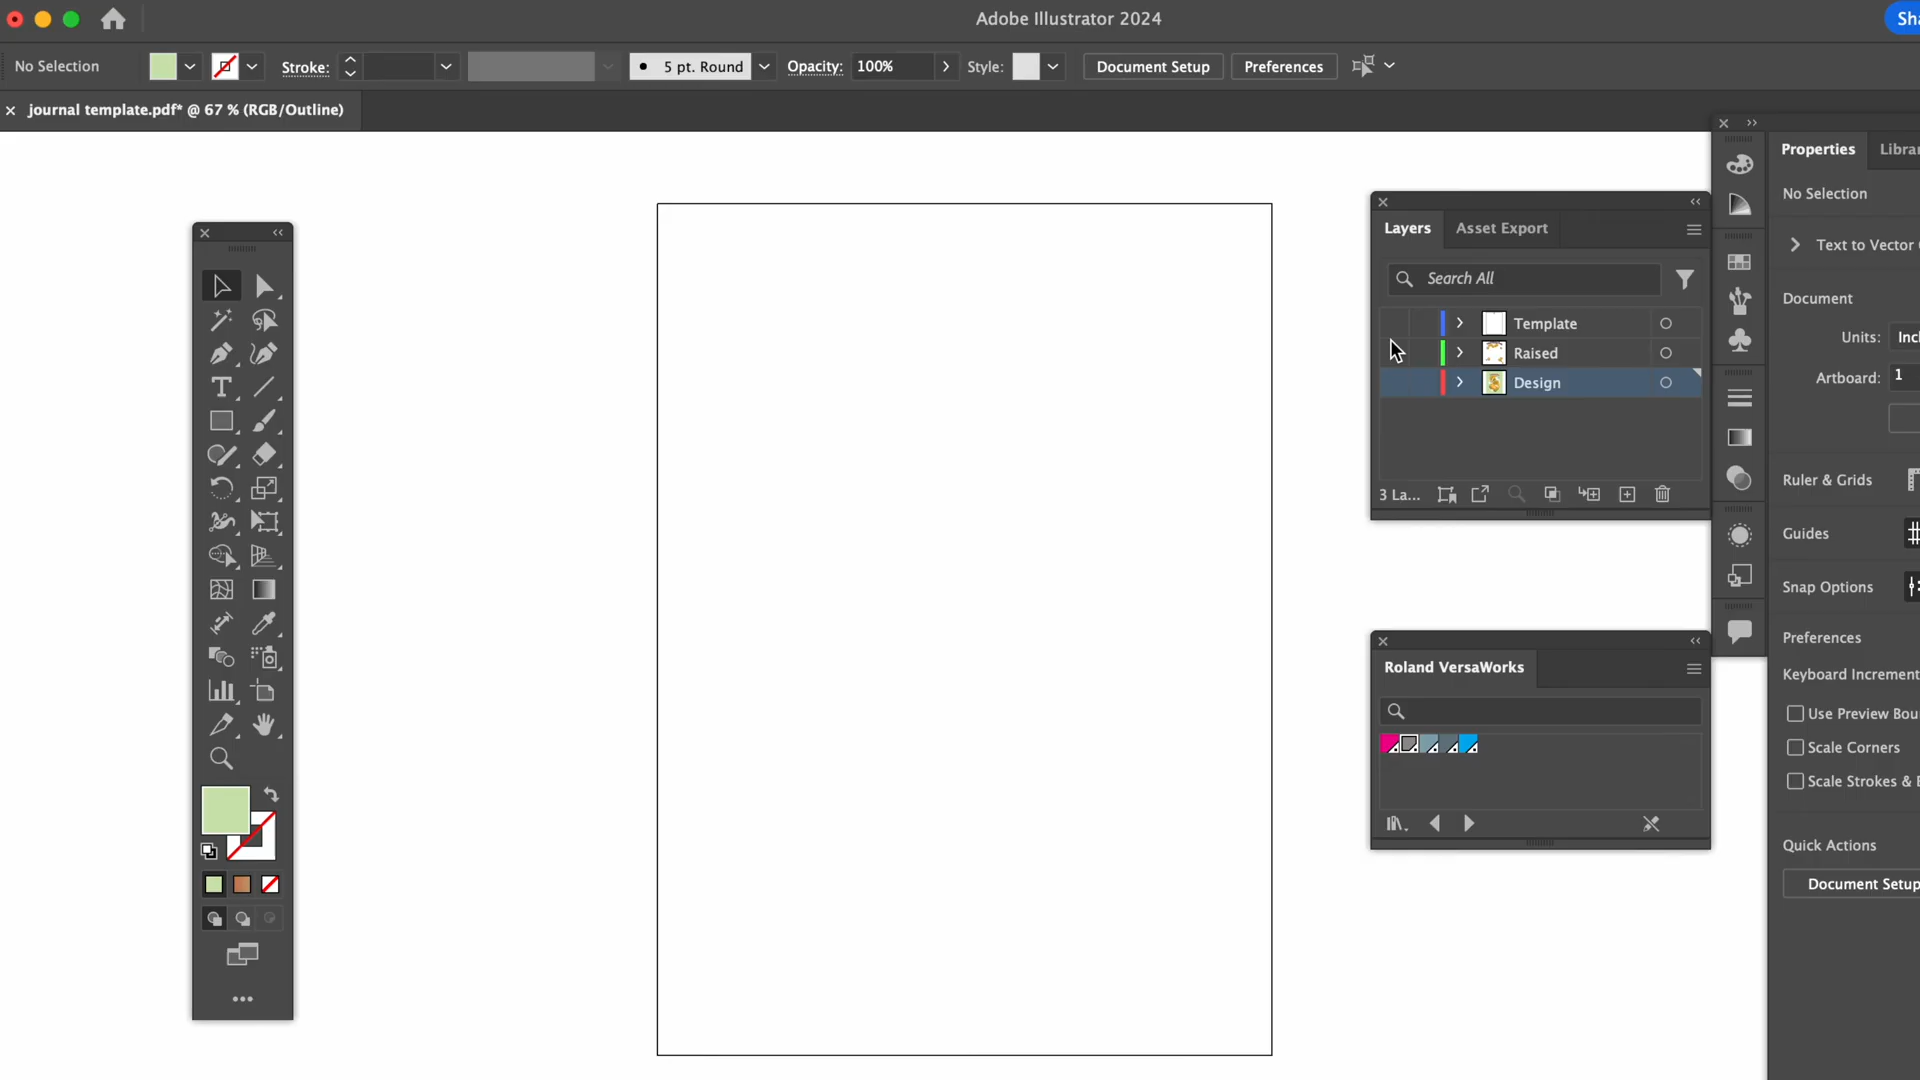 Adobe Illustrator 2024
Sha
No Selection
Stroke:
5 pt. Round
Opacity:
100%
Style:
Document Setup
Preferences
journal template.pdf* @ 67 % (RGB/Outline)
Properties
Librar
No Selection
Text to Vector
Document
Units:
Inc
Artboard:
1
Ruler & Grids
Guides
Snap Options
Preferences
Keyboard Increment
Use Preview Bou
Scale Corners
Scale Strokes & E
Quick Actions
Document Setup
Layers
Asset Export
Search All
Template
Raised
Design
3 La...
Roland VersaWorks